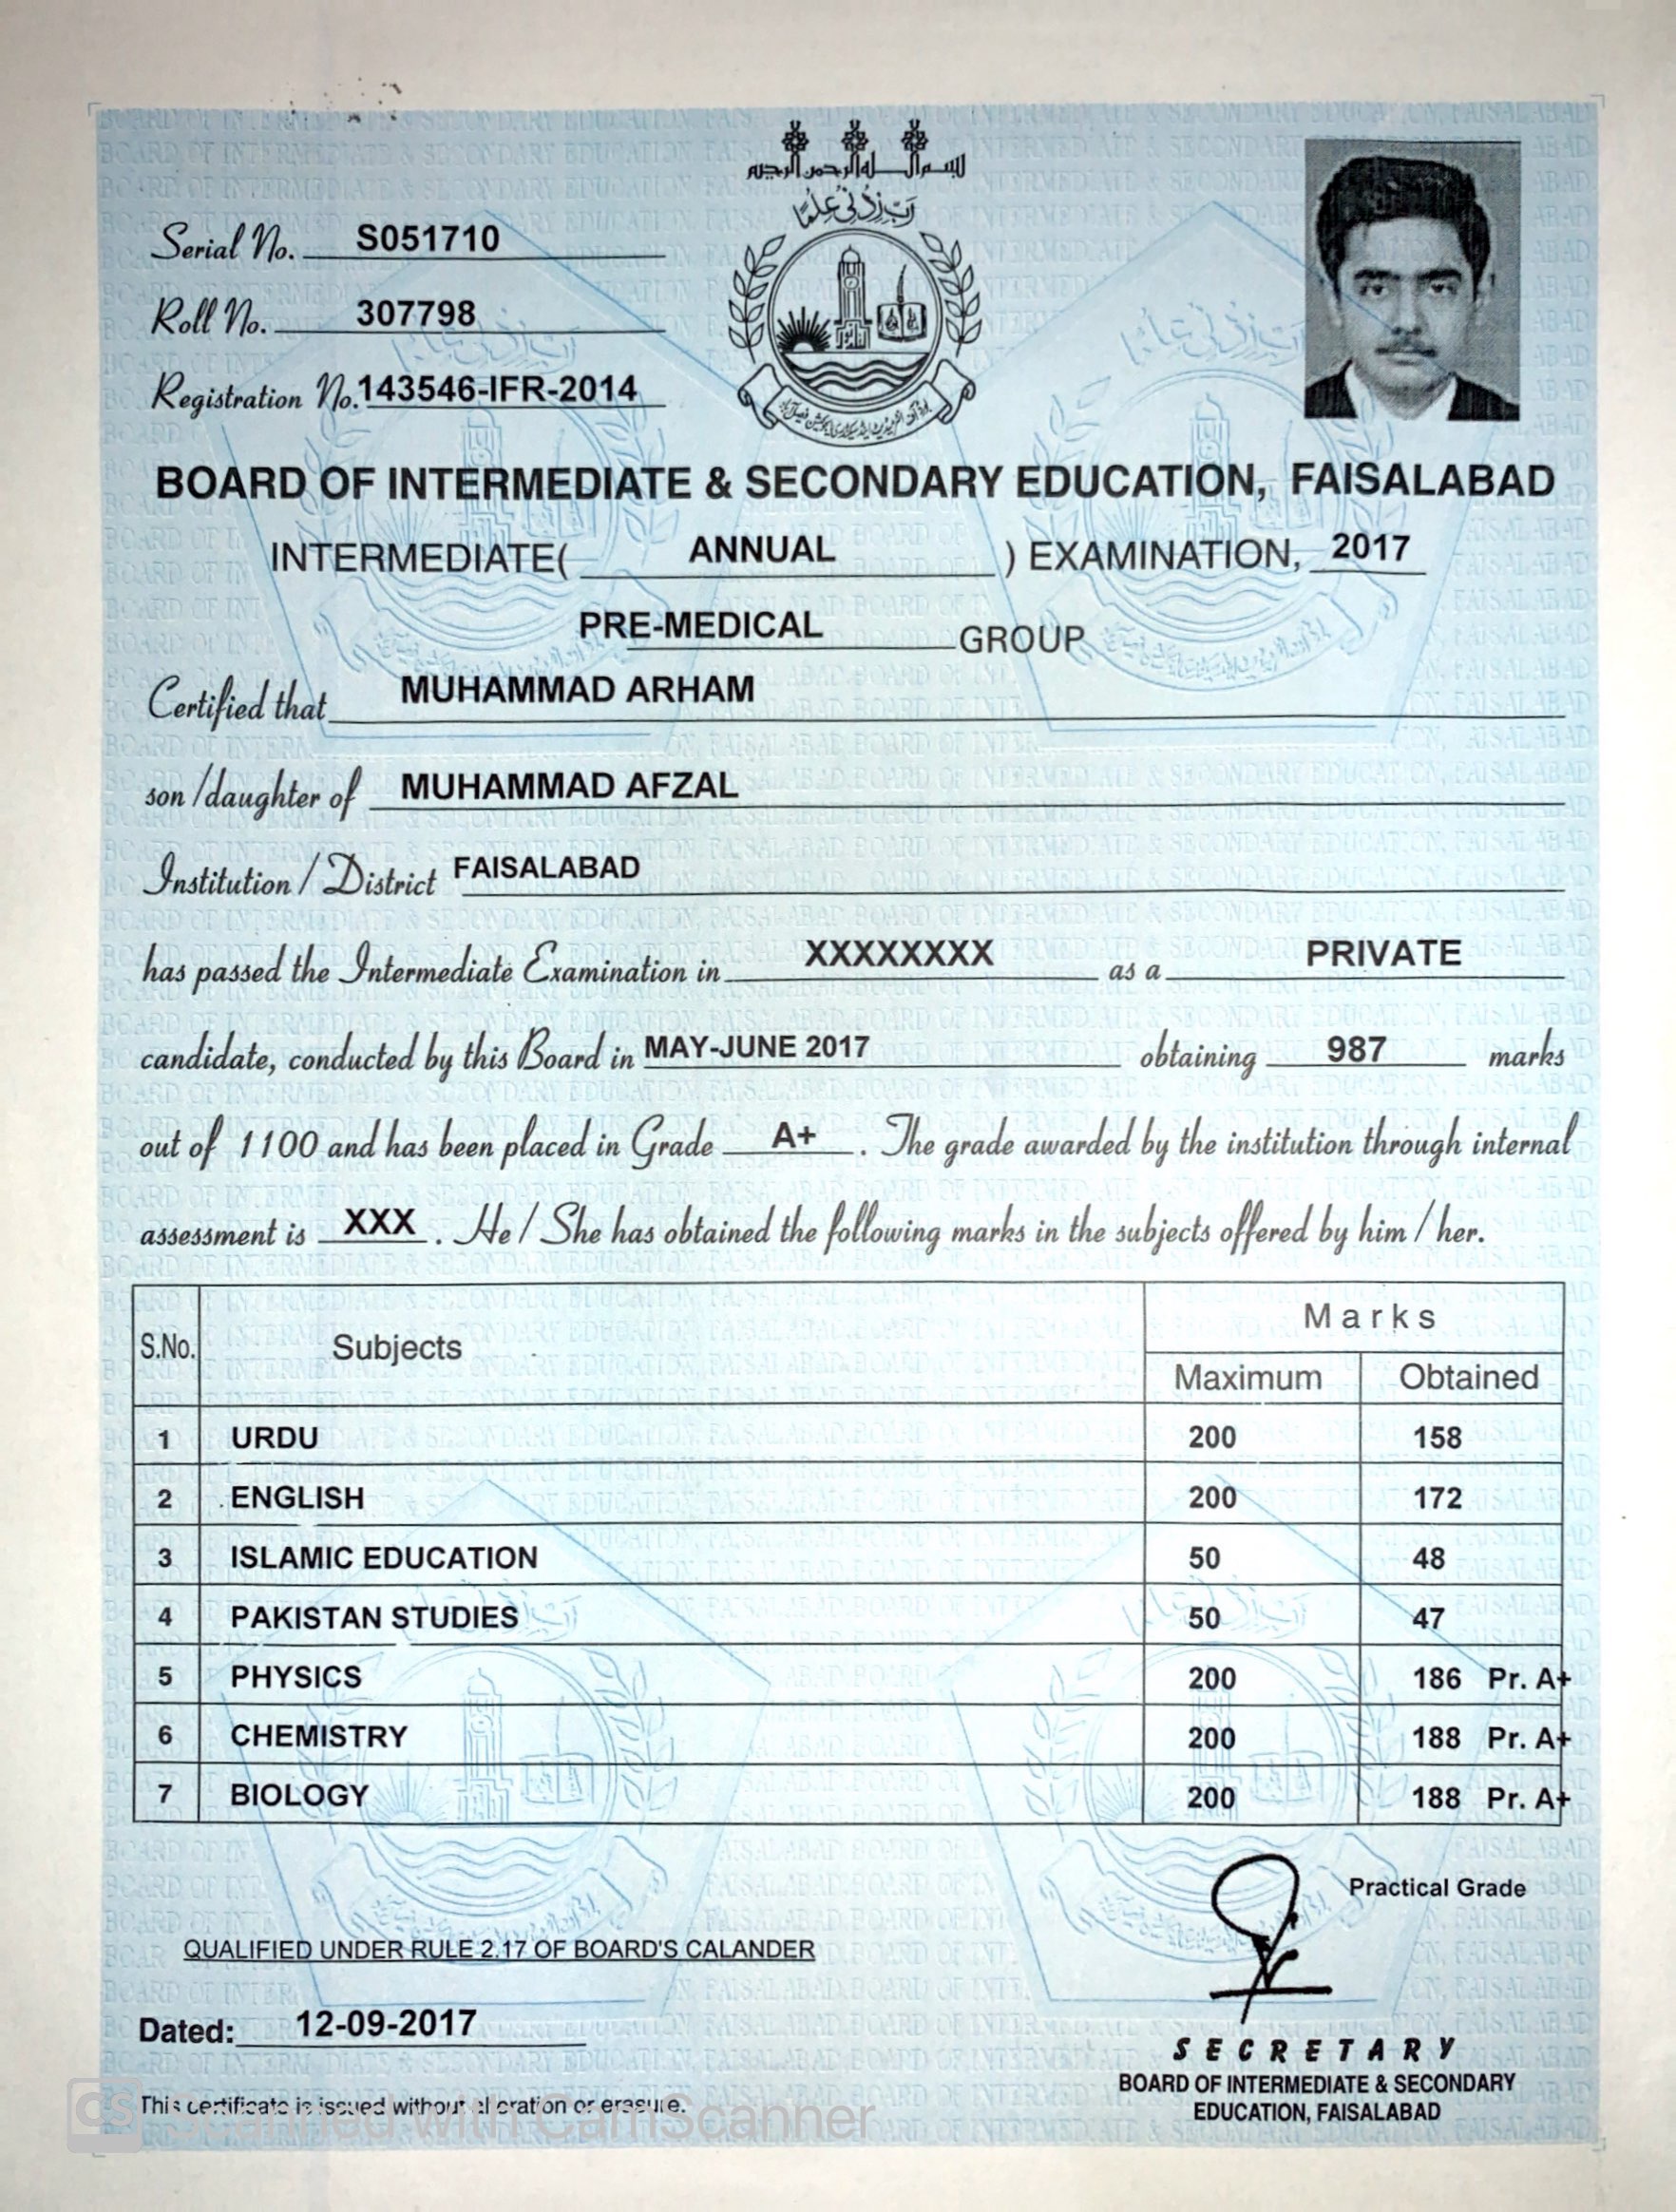 بسم الله الرحمن الرحيم
رَبِّ زِدْنِي عِلْمًا
Serial No. S051710
Roll No. 307798
Registration No. 143546-IFR-2014
BOARD OF INTERMEDIATE & SECONDARY EDUCATION, FAISALABAD
INTERMEDIATE( ANNUAL ) EXAMINATION, 2017
PRE-MEDICAL GROUP
Certified that MUHAMMAD ARHAM
son/daughter of MUHAMMAD AFZAL
Institution / District FAISALABAD
has passed the Intermediate Examination in XXXXXXXX as a PRIVATE
candidate, conducted by this Board in MAY-JUNE 2017 obtaining 987 marks
out of 1100 and has been placed in Grade A+ . The grade awarded by the institution through internal
assessment is XXX . He / She has obtained the following marks in the subjects offered by him / her.
S.No. Subjects Marks
Maximum Obtained
1 URDU 200 158
2 ENGLISH 200 172
3 ISLAMIC EDUCATION 50 48
4 PAKISTAN STUDIES 50 47
5 PHYSICS 200 186 Pr. A+
6 CHEMISTRY 200 188 Pr. A+
7 BIOLOGY 200 188 Pr. A+
Practical Grade
QUALIFIED UNDER RULE 2.17 OF BOARD'S CALANDER
Dated: 12-09-2017
SECRETARY
BOARD OF INTERMEDIATE & SECONDARY
EDUCATION, FAISALABAD
This certificate is issued without alteration or erasure.
CS Scanned with CamScanner